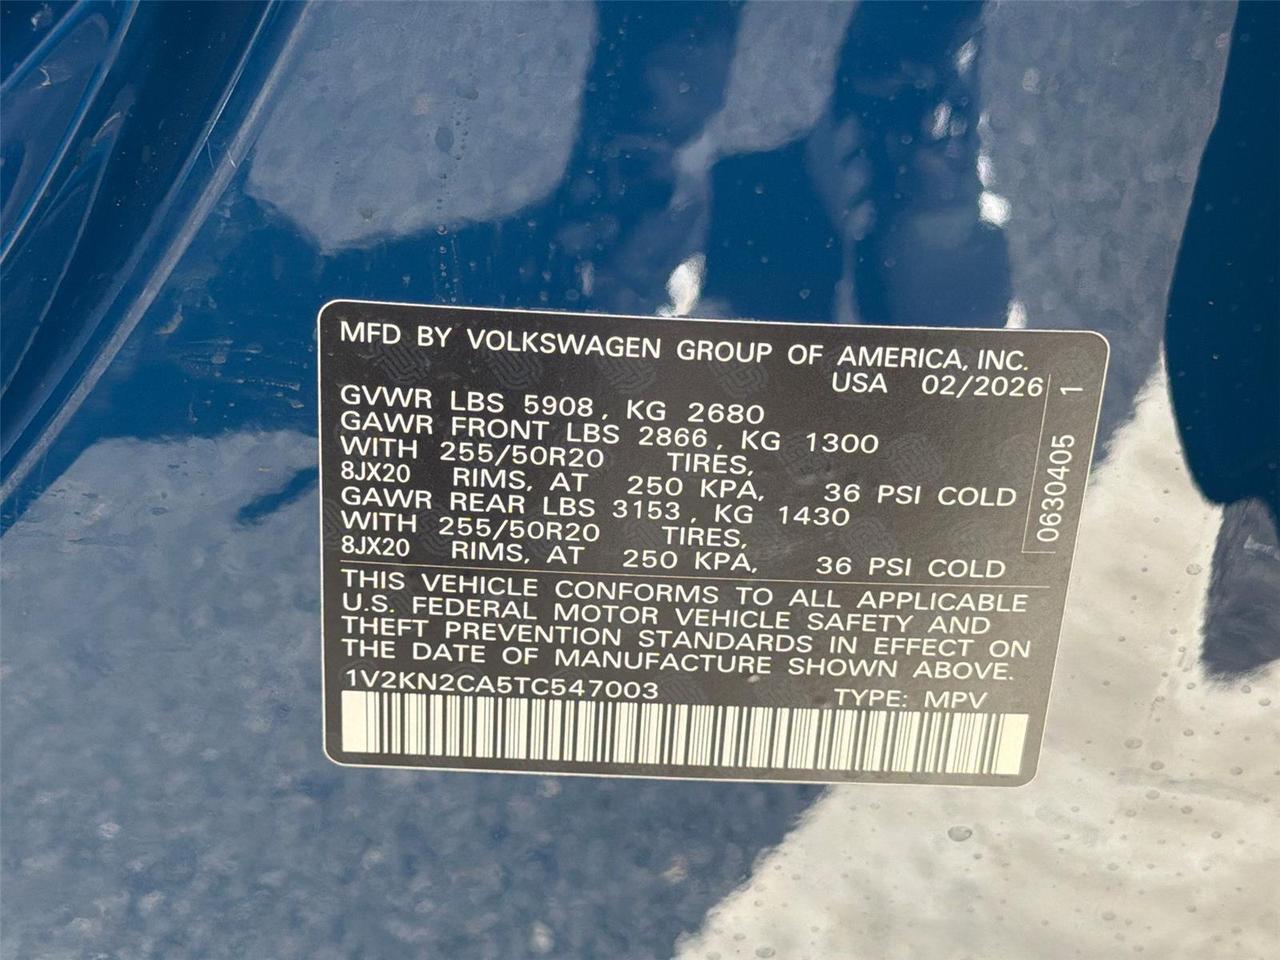 MFD BY VOLKSWAGEN GROUP OF AMERICA, INC.
USA 02/2026
GVWR LBS 5908, KG 2680
GAWR FRONT LBS 2866, KG 1300
WITH 255/50R20 TIRES,
8JX20 RIMS, AT 250 KPA, 36 PSI COLD
GAWR REAR LBS 3153, KG 1430
WITH 255/50R20 TIRES,
8JX20 RIMS, AT 250 KPA, 36 PSI COLD
0630405 1
THIS VEHICLE CONFORMS TO ALL APPLICABLE
U.S. FEDERAL MOTOR VEHICLE SAFETY AND
THEFT PREVENTION STANDARDS IN EFFECT ON
THE DATE OF MANUFACTURE SHOWN ABOVE.
1V2KN2CA5TC547003 TYPE: MPV